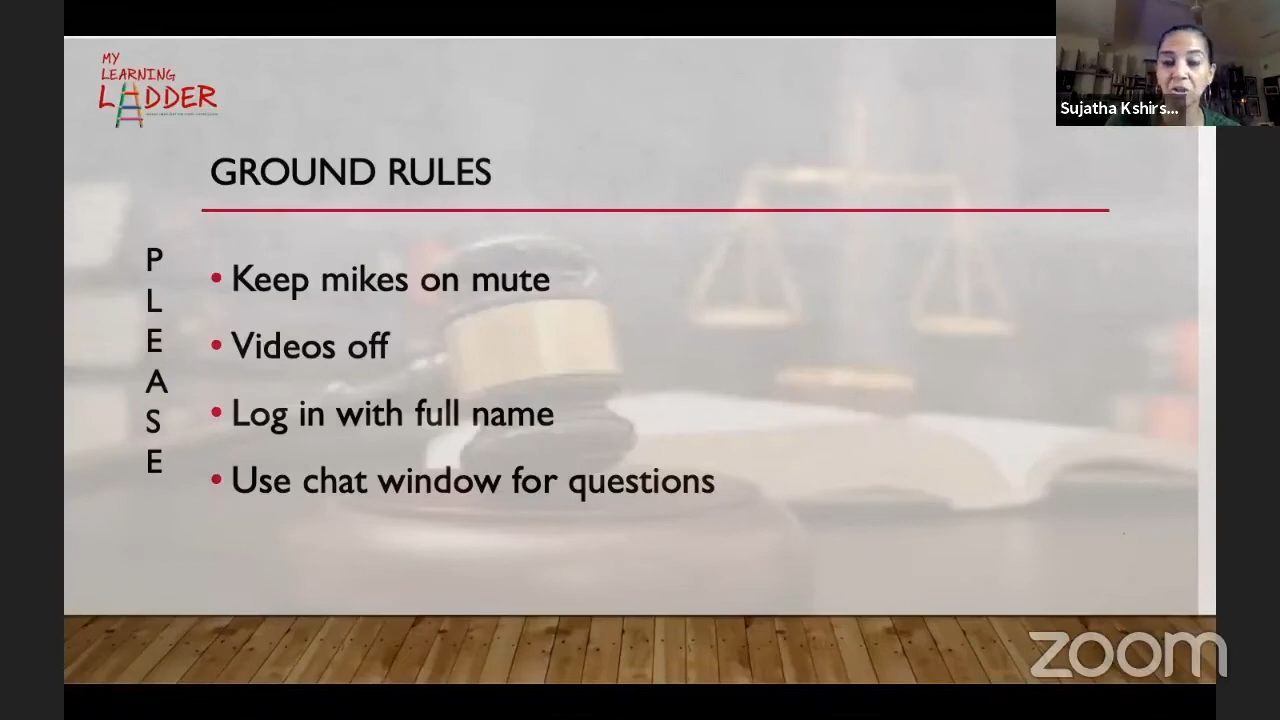 MY
LEARNING
LADDER
Sujatha Kshirs...
GROUND RULES
P
L
E
A
S
E
• Keep mikes on mute
• Videos off
• Log in with full name
• Use chat window for questions
zoom